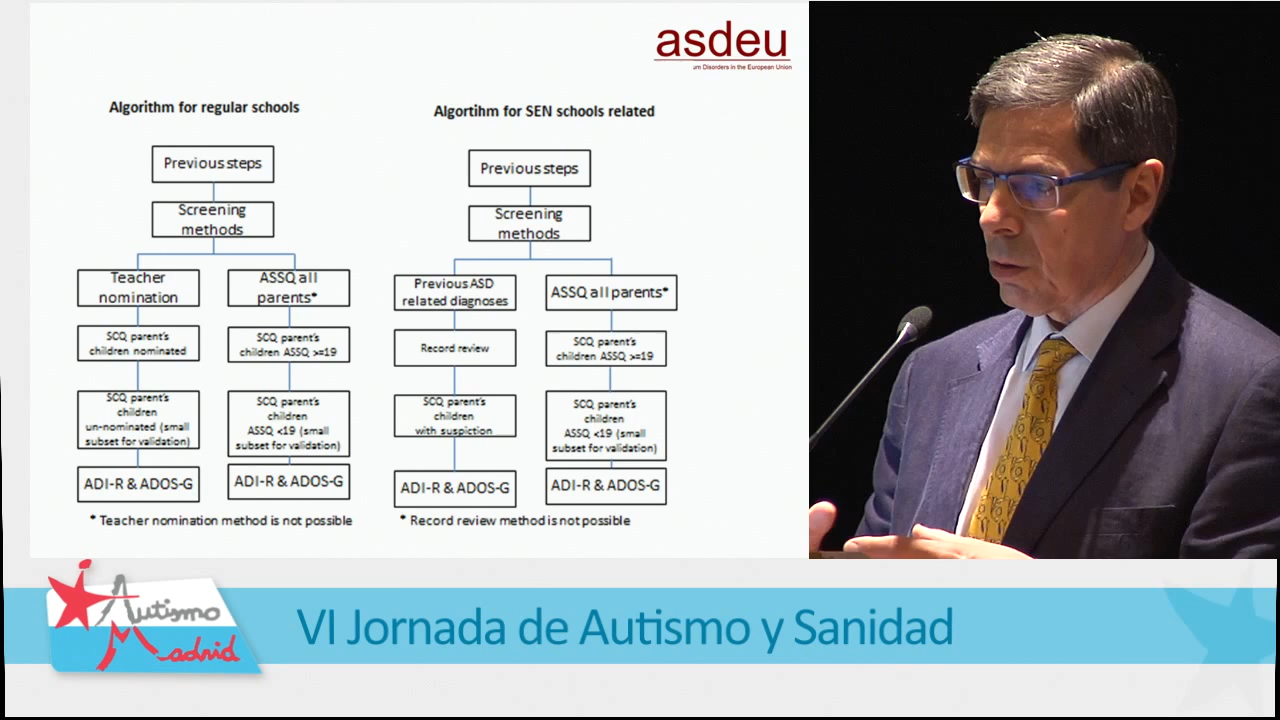 asdeu
um Disorders in the European Union
Algorithm for regular schools
Previous steps
Screening
methods
Teacher
nomination
ASSQ all
parents*
SCQ parent's
children nominated
SCQ parent's
children ASSQ >=19
SCQ parent's
children
un-nominated (small
subset for validation)
SCQ parent's
children
ASSQ <19 (small
subset for validation)
ADI-R & ADOS-G
ADI-R & ADOS-G
* Teacher nomination method is not possible
Algortihm for SEN schools related
Previous steps
Screening
methods
Previous ASD
related diagnoses
ASSQ all parents*
Record review
SCQ parent's
children ASSQ >=19
SCQ parent's
children
with suspiction
SCQ parent's
children
ASSQ <19 (small
subset for validation)
ADI-R & ADOS-G
ADI-R & ADOS-G
* Record review method is not possible
Autismo
Madrid
VI Jornada de Autismo y Sanidad